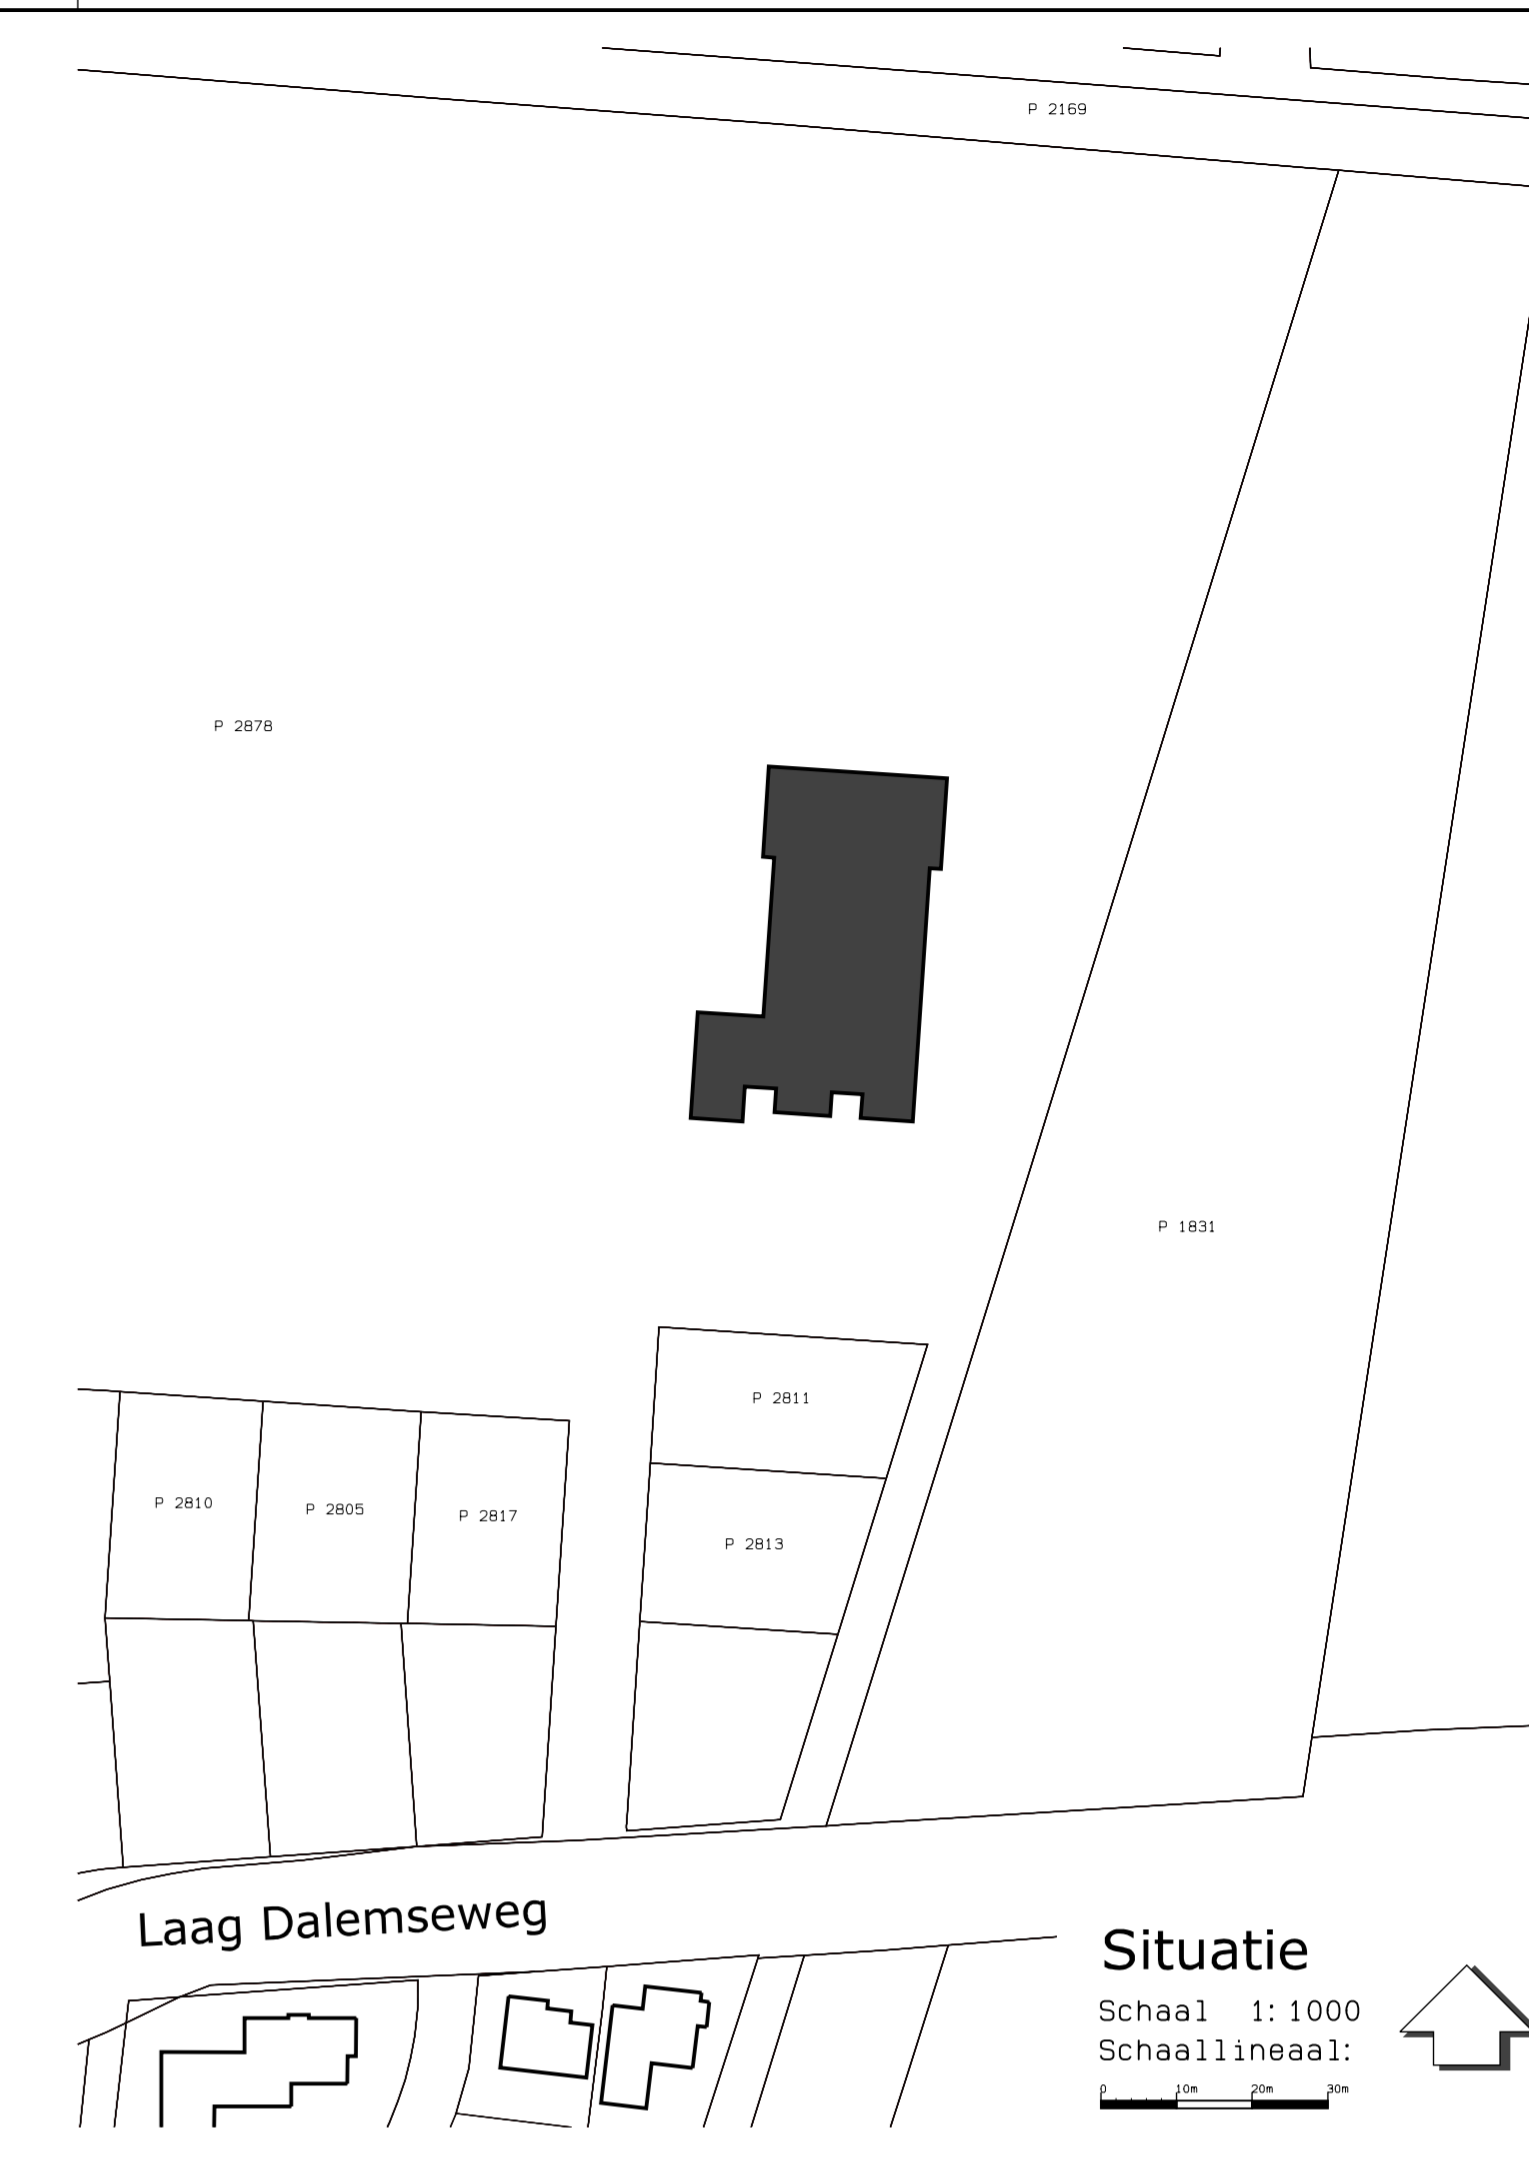 P 2169
P 2878
P 1831
P 2811
P 2810
P 2805
P 2817
P 2813
Laag Dalemseweg
Situatie
Schaal 1:1000
Schaallineaal:
0 10m 20m 30m